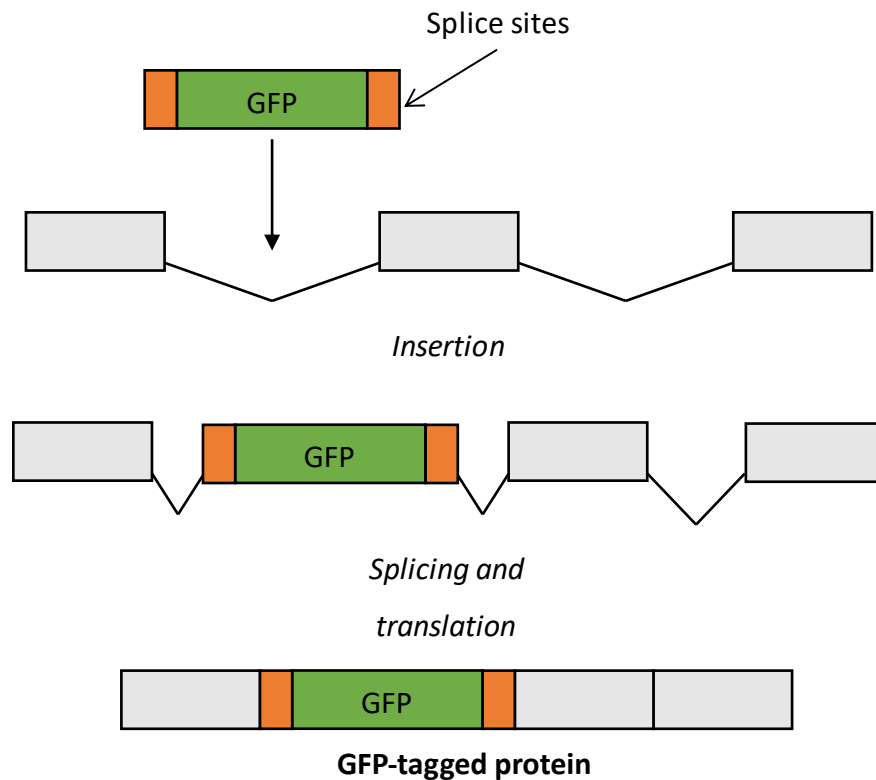 Splice sites
GFP
Insertion
GFP
Splicing and
translation
GFP
GFP-tagged protein